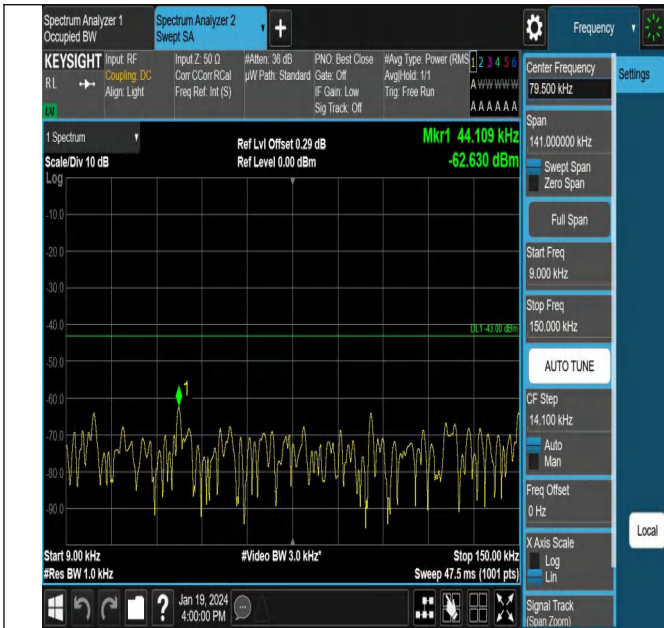 Spectrum Analyzer 1
Occupied BW
Spectrum Analyzer 2
Swept SA
Frequency
KEYSIGHT
RL
LXI
Input: RF
Coupling: DC
Align: Light
Input Z: 50 Ω
Corr CCorr RCal
Freq Ref: Int (S)
#Atten: 36 dB
µW Path: Standard
PNO: Best Close
Gate: Off
IF Gain: Low
Sig Track: Off
#Avg Type: Power (RMS
Avg|Hold: 1/1
Trig: Free Run
1 2 3 4 5 6
A W W W W W
A A A A A A
1 Spectrum
Scale/Div 10 dB
Log
Ref Lvl Offset 0.29 dB
Ref Level 0.00 dBm
Mkr1 44.109 kHz
-62.630 dBm
-10.0
-20.0
-30.0
-40.0
DL1 -43.00 dBm
-50.0
-60.0
1
-70.0
-80.0
-90.0
Start 9.00 kHz
#Res BW 1.0 kHz
#Video BW 3.0 kHz*
Stop 150.00 kHz
Sweep 47.5 ms (1001 pts)
Jan 19, 2024
4:00:00 PM
Center Frequency
79.500 kHz
Settings
Span
141.000000 kHz
Swept Span
Zero Span
Full Span
Start Freq
9.000 kHz
Stop Freq
150.000 kHz
AUTO TUNE
CF Step
14.100 kHz
Auto
Man
Freq Offset
0 Hz
Local
X Axis Scale
Log
Lin
Signal Track
(Span Zoom)